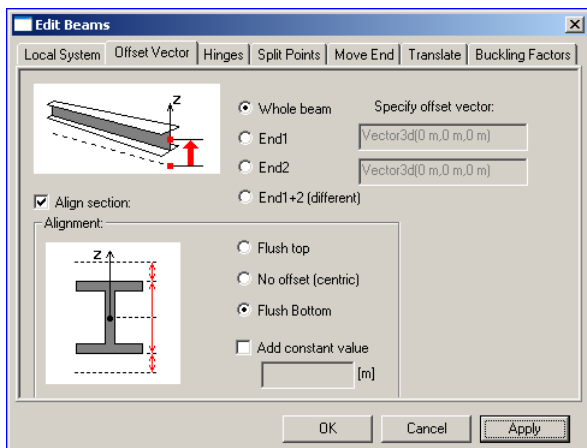 Edit Beams
Local System Offset Vector Hinges Split Points Move End Translate Buckling Factors
z
Whole beam
Specify offset vector:
End1
Vector3d(0 m,0 m,0 m)
End2
Vector3d(0 m,0 m,0 m)
Align section:
End1+2 (different)
Alignment:
z
Flush top
No offset (centric)
Flush Bottom
Add constant value
[m]
OK Cancel Apply